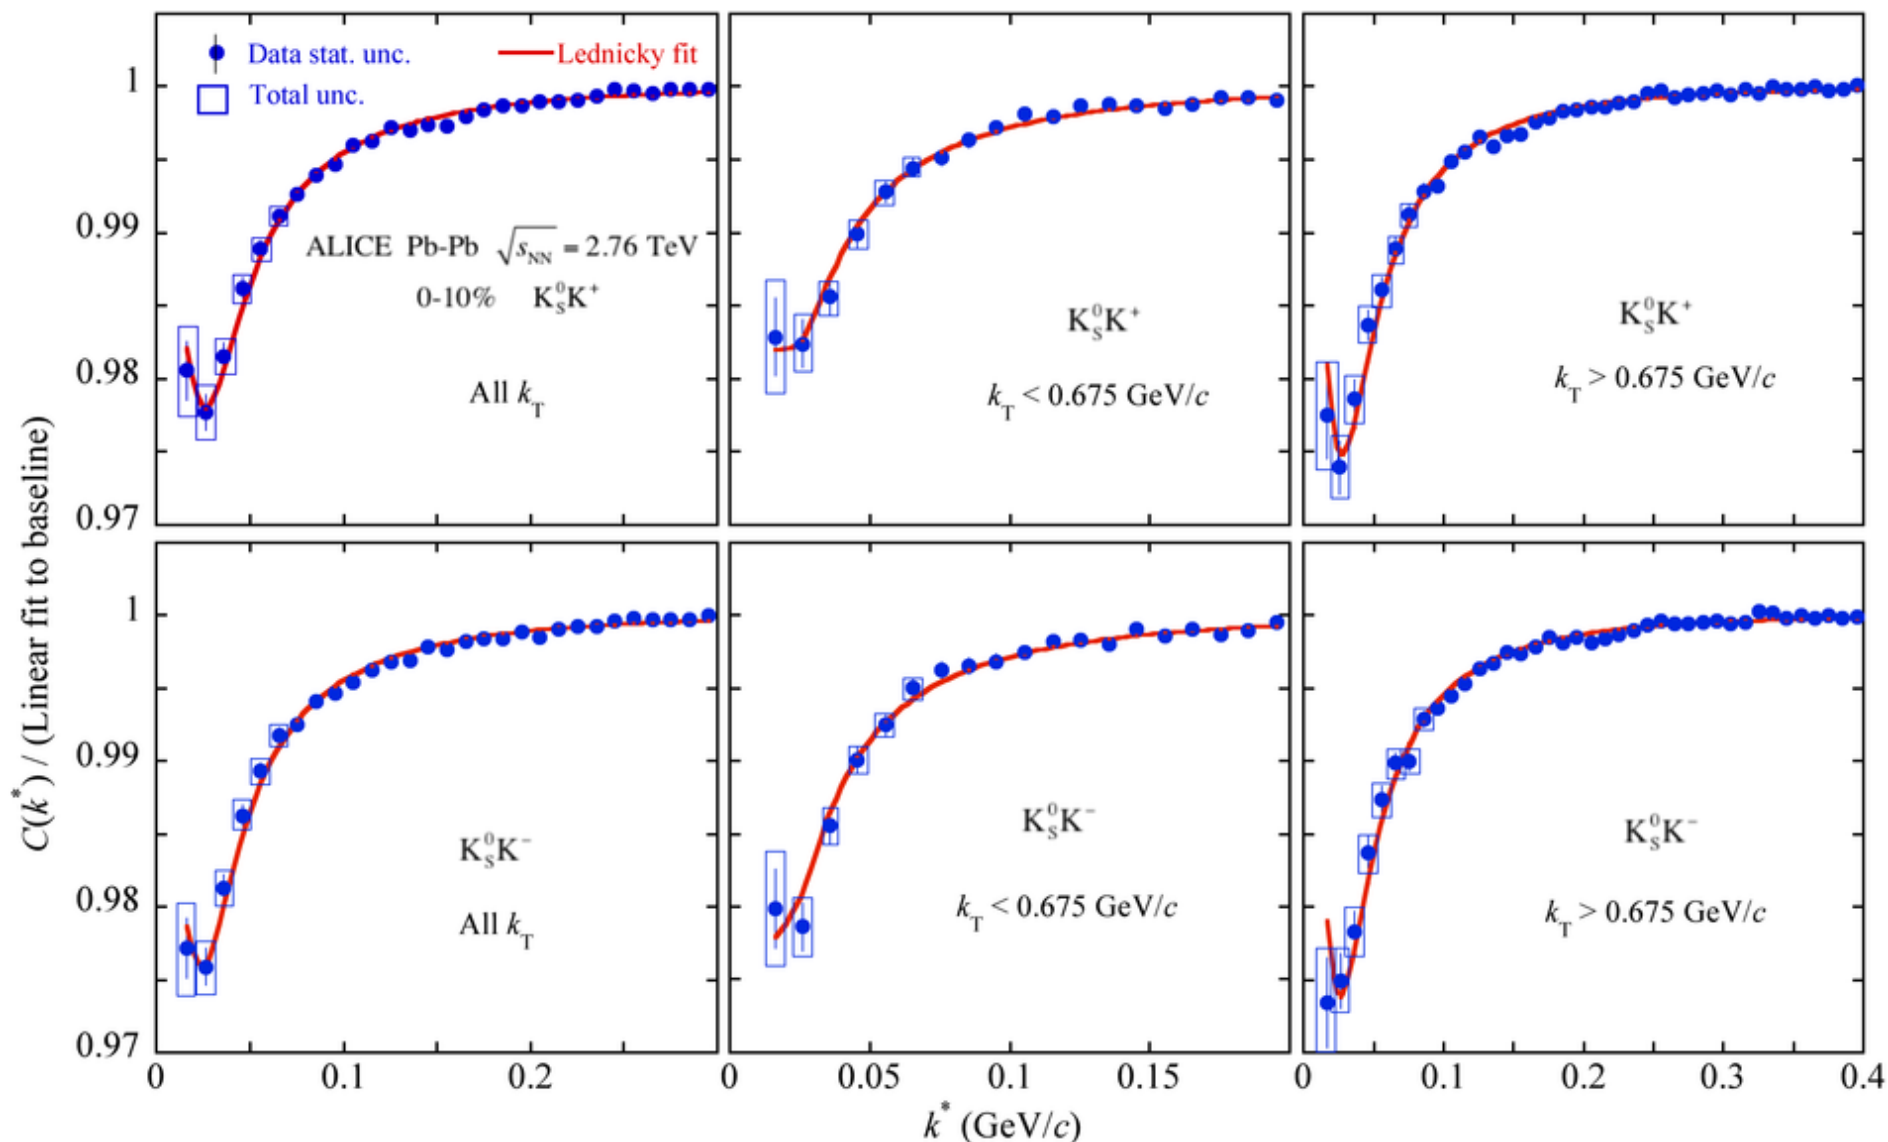 C(k*) / (Linear fit to baseline)
1
0.99
0.98
0.97
Data stat. unc.
Lednicky fit
Total unc.
ALICE Pb-Pb √sNN = 2.76 TeV
0-10% K⁰SK⁺
All kT
K⁰SK⁺
kT < 0.675 GeV/c
K⁰SK⁺
kT > 0.675 GeV/c
1
0.99
0.98
0.97
K⁰SK⁻
All kT
K⁰SK⁻
kT < 0.675 GeV/c
K⁰SK⁻
kT > 0.675 GeV/c
0 0.1 0.2
0 0.05 0.1 0.15
0 0.1 0.2 0.3 0.4
k* (GeV/c)